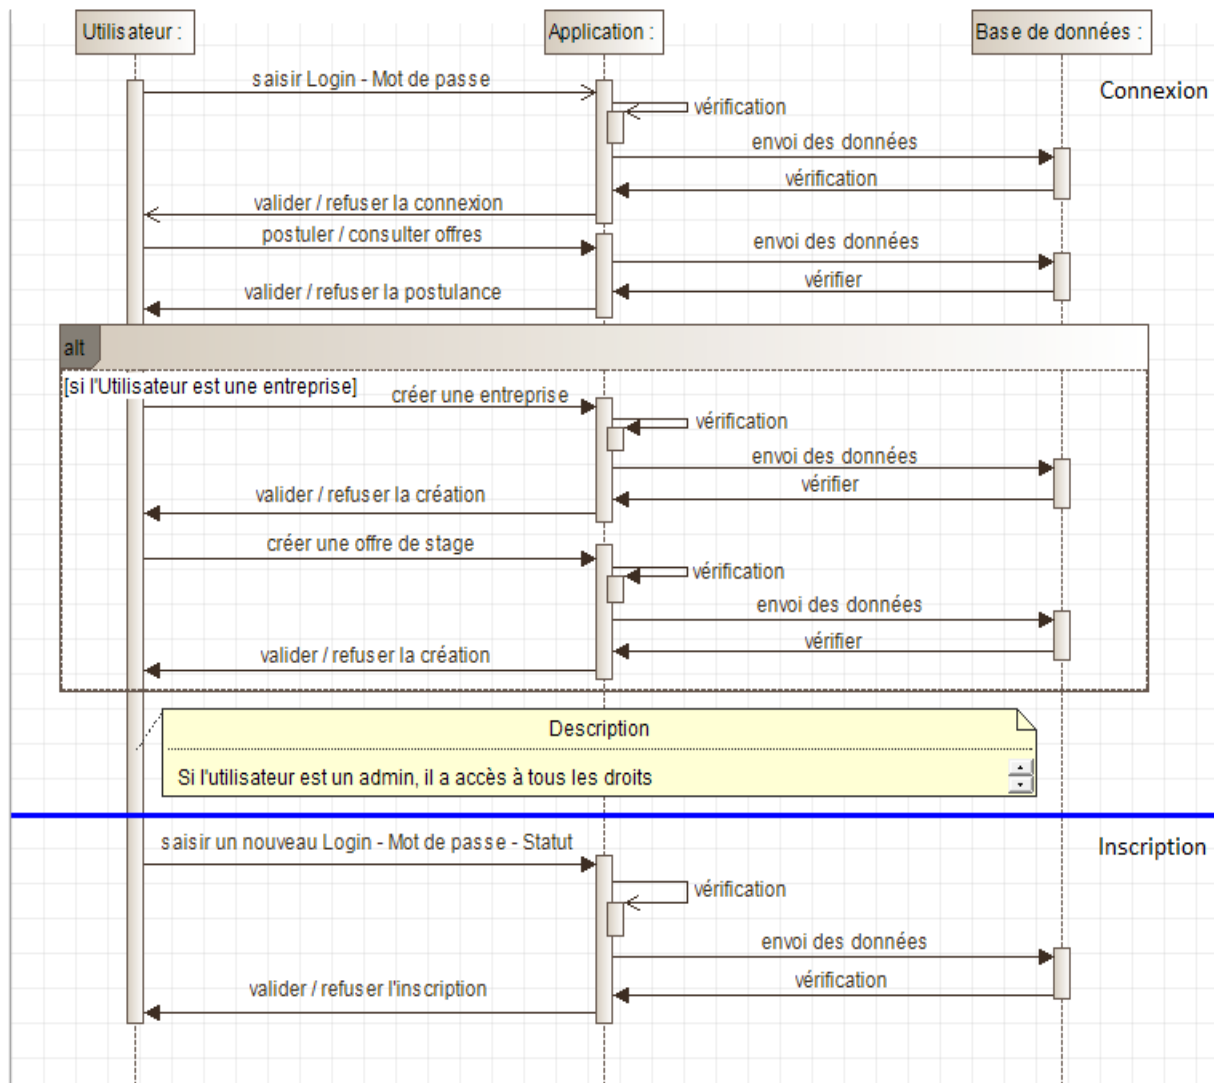 Utilisateur :
Application :
Base de données :
saisir Login - Mot de passe
Connexion
vérification
envoi des données
vérification
valider / refuser la connexion
postuler / consulter offres
envoi des données
vérifier
valider / refuser la postulance
alt
[si l'Utilisateur est une entreprise]
créer une entreprise
vérification
envoi des données
vérifier
valider / refuser la création
créer une offre de stage
vérification
envoi des données
vérifier
valider / refuser la création
Description
Si l'utilisateur est un admin, il a accès à tous les droits
saisir un nouveau Login - Mot de passe - Statut
Inscription
vérification
envoi des données
vérification
valider / refuser l'inscription